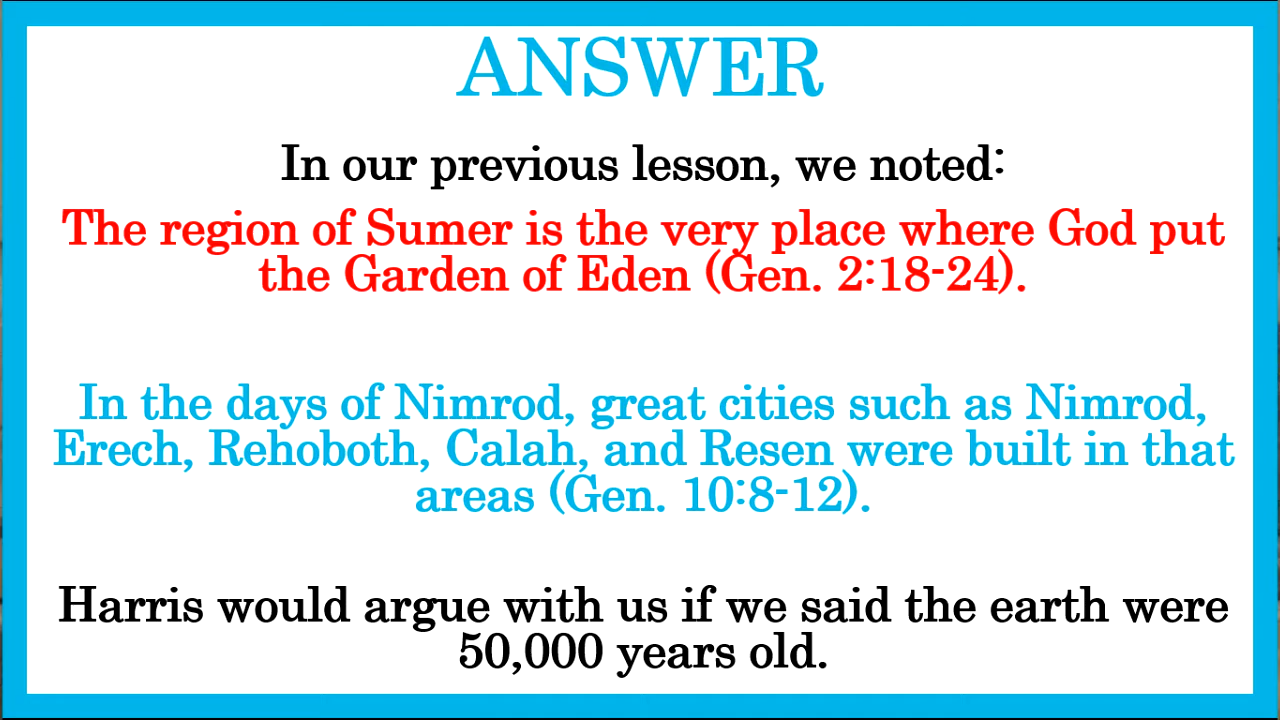 ANSWER
In our previous lesson, we noted:
The region of Sumer is the very place where God put
the Garden of Eden (Gen. 2:18-24).
In the days of Nimrod, great cities such as Nimrod,
Erech, Rehoboth, Calah, and Resen were built in that
areas (Gen. 10:8-12).
Harris would argue with us if we said the earth were
50,000 years old.